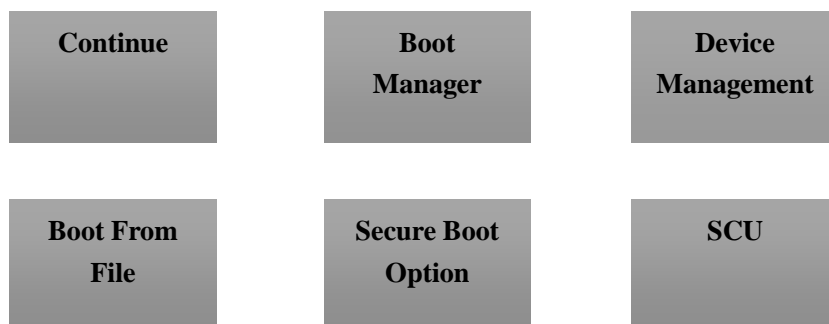 Continue
Boot
Manager
Device
Management
Boot From
File
Secure Boot
Option
SCU